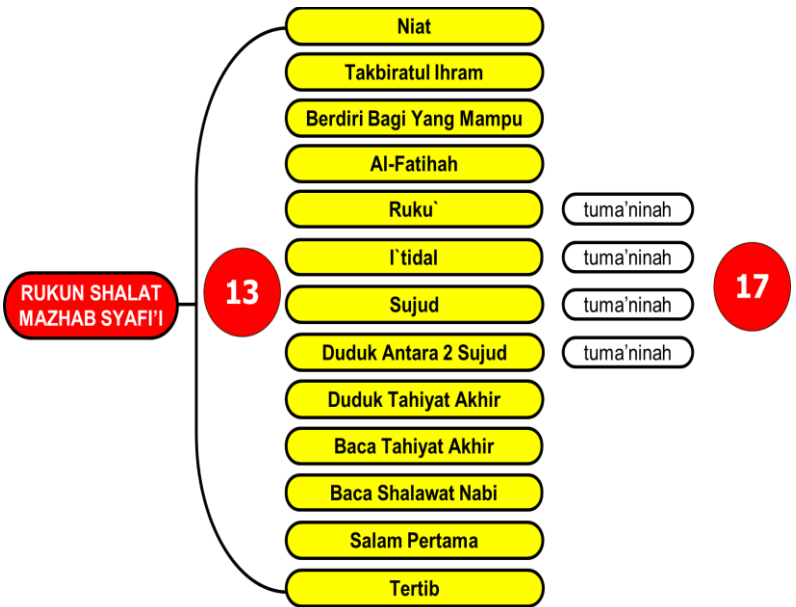 Niat
Takbiratul Ihram
Berdiri Bagi Yang Mampu
Al-Fatihah
Ruku` tuma'ninah
I`tidal tuma'ninah
RUKUN SHALAT
MAZHAB SYAFI'I
13
17
Sujud tuma'ninah
Duduk Antara 2 Sujud tuma'ninah
Duduk Tahiyat Akhir
Baca Tahiyat Akhir
Baca Shalawat Nabi
Salam Pertama
Tertib